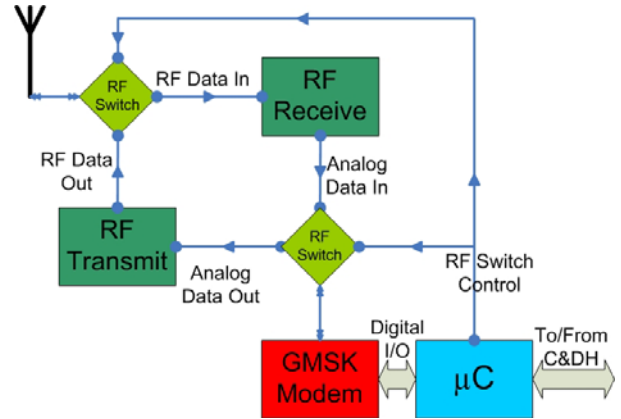 RF
Switch
RF Data In
RF
Receive
RF Data
Out
Analog
Data In
RF
Transmit
RF
Switch
Analog
Data Out
RF Switch
Control
GMSK
Modem
Digital
I/O
μC
To/From
C&DH